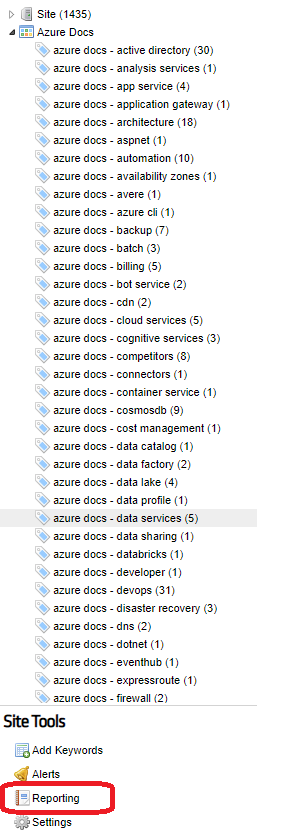 Site (1435)
Azure Docs
azure docs - active directory (30)
azure docs - analysis services (1)
azure docs - app service (4)
azure docs - application gateway (1)
azure docs - architecture (18)
azure docs - aspnet (1)
azure docs - automation (10)
azure docs - availability zones (1)
azure docs - avere (1)
azure docs - azure cli (1)
azure docs - backup (7)
azure docs - batch (3)
azure docs - billing (5)
azure docs - bot service (2)
azure docs - cdn (2)
azure docs - cloud services (5)
azure docs - cognitive services (3)
azure docs - competitors (8)
azure docs - connectors (1)
azure docs - container service (1)
azure docs - cosmosdb (9)
azure docs - cost management (1)
azure docs - data catalog (1)
azure docs - data factory (2)
azure docs - data lake (4)
azure docs - data profile (1)
azure docs - data services (5)
azure docs - data sharing (1)
azure docs - databricks (1)
azure docs - developer (1)
azure docs - devops (31)
azure docs - disaster recovery (3)
azure docs - dns (2)
azure docs - dotnet (1)
azure docs - eventhub (1)
azure docs - expressroute (1)
azure docs - firewall (2)
Site Tools
Add Keywords
Alerts
Reporting
Settings